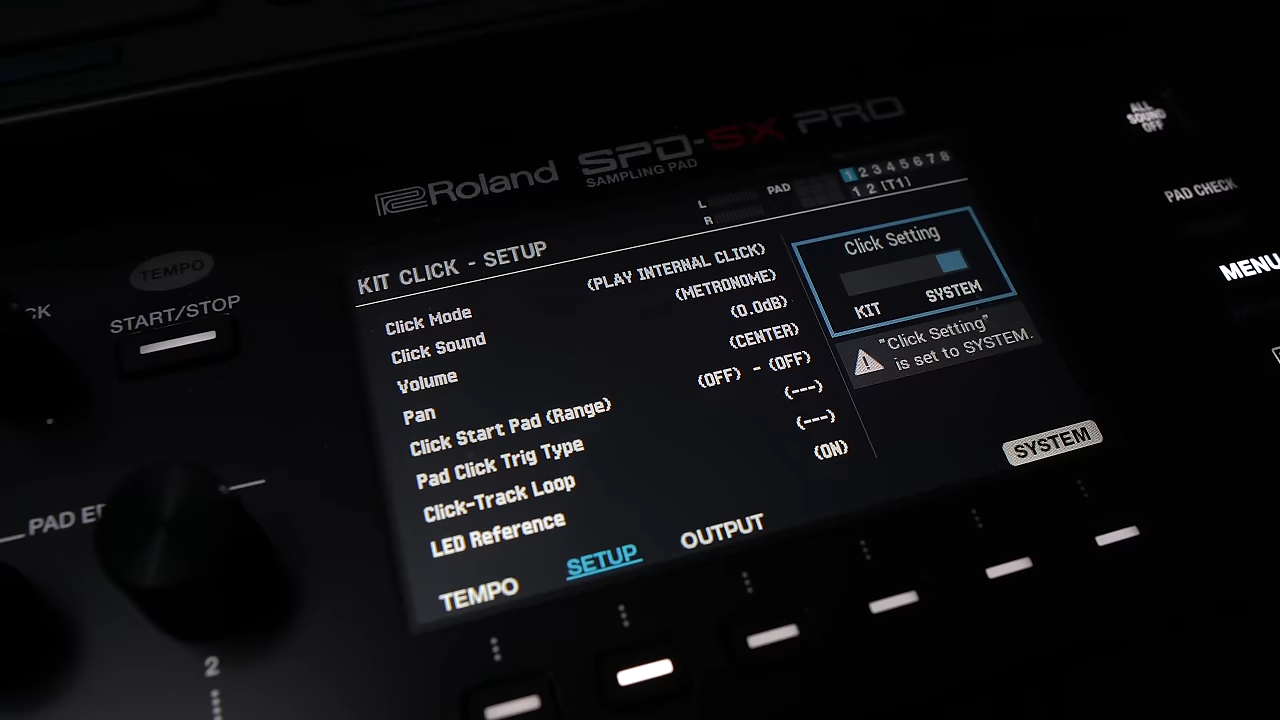 Roland
SPD-SX PRO
SAMPLING PAD
ALL
SOUND
OFF
PAD CHECK
MENU
TEMPO
START/STOP
CK
PAD
2
L
R
PAD
1 2 3 4 5 6 7 8
1 2 [T1]
KIT CLICK - SETUP
Click Mode (PLAY INTERNAL CLICK)
Click Sound (METRONOME)
Volume (0.0dB)
Pan (CENTER)
Click Start Pad (Range) (OFF) - (OFF)
Pad Click Trig Type (---)
Click-Track Loop (---)
LED Reference (ON)
Click Setting
KIT SYSTEM
"Click Setting"
is set to SYSTEM.
TEMPO SETUP OUTPUT SYSTEM